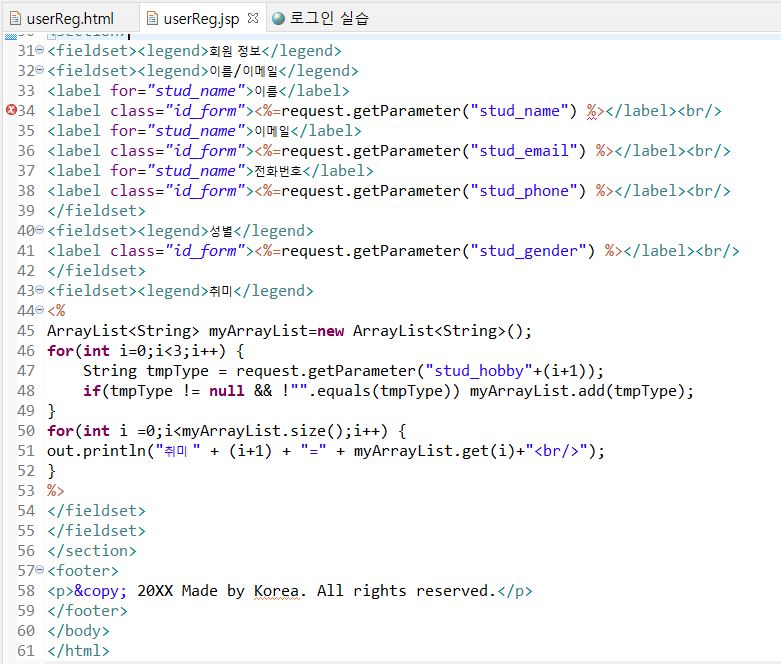 userReg.html userReg.jsp 로그인 실습
30 <section>
31 <fieldset><legend>회원 정보</legend>
32 <fieldset><legend>이름/이메일</legend>
33 <label for="stud_name">이름</label>
34 <label class="id_form"><%=request.getParameter("stud_name") %></label><br/>
35 <label for="stud_name">이메일</label>
36 <label class="id_form"><%=request.getParameter("stud_email") %></label><br/>
37 <label for="stud_name">전화번호</label>
38 <label class="id_form"><%=request.getParameter("stud_phone") %></label><br/>
39 </fieldset>
40 <fieldset><legend>성별</legend>
41 <label class="id_form"><%=request.getParameter("stud_gender") %></label><br/>
42 </fieldset>
43 <fieldset><legend>취미</legend>
44 <%
45 ArrayList<String> myArrayList=new ArrayList<String>();
46 for(int i=0;i<3;i++) {
47     String tmpType = request.getParameter("stud_hobby"+(i+1));
48     if(tmpType != null && !"".equals(tmpType)) myArrayList.add(tmpType);
49 }
50 for(int i =0;i<myArrayList.size();i++) {
51 out.println("취미 " + (i+1) + "=" + myArrayList.get(i)+"<br/>");
52 }
53 %>
54 </fieldset>
55 </fieldset>
56 </section>
57 <footer>
58 <p>&copy; 20XX Made by Korea. All rights reserved.</p>
59 </footer>
60 </body>
61 </html>